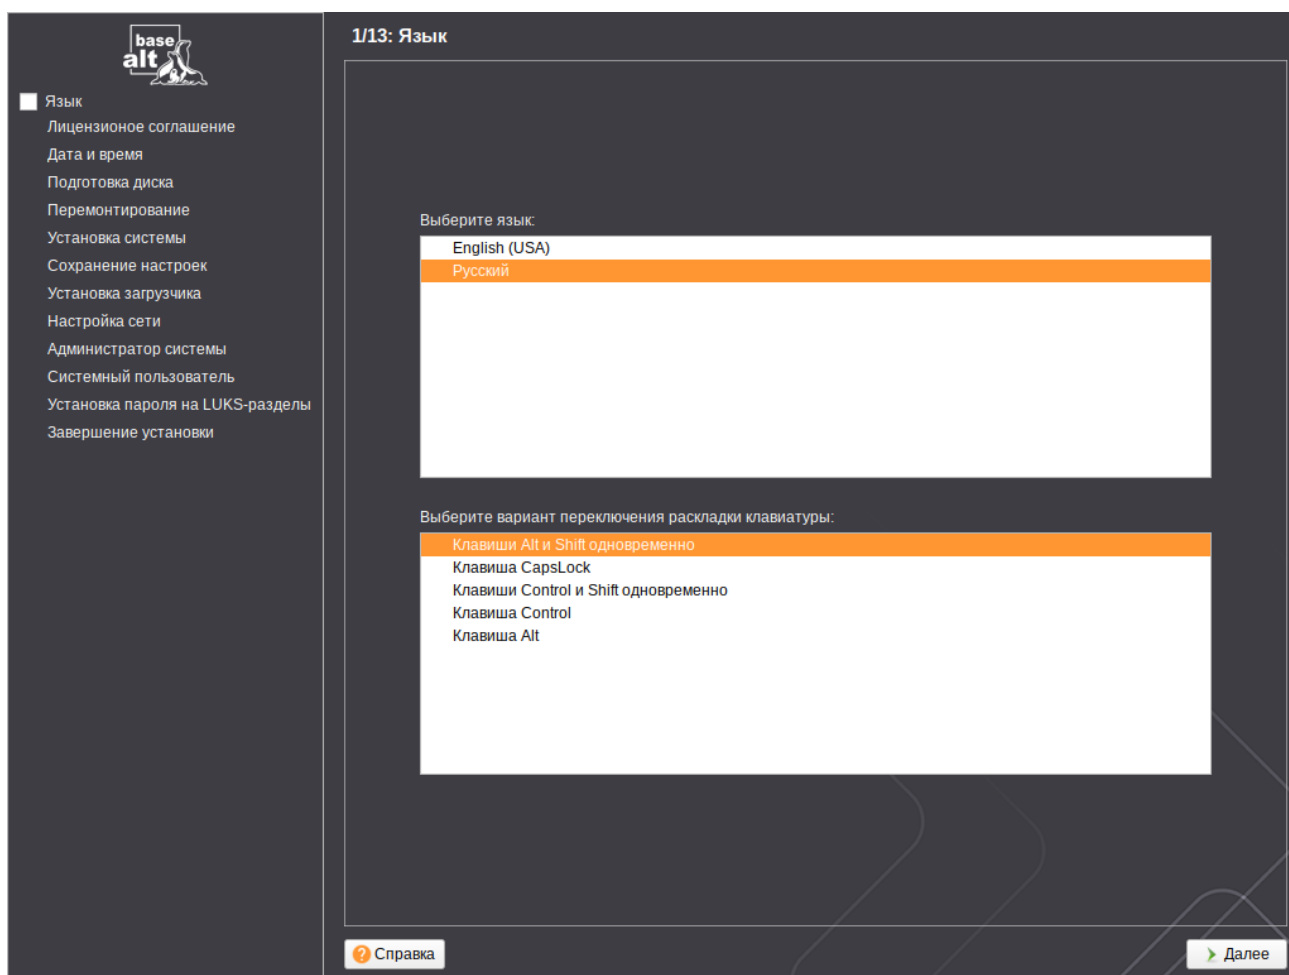 base
alt
Язык
Лицензионое соглашение
Дата и время
Подготовка диска
Перемонтирование
Установка системы
Сохранение настроек
Установка загрузчика
Настройка сети
Администратор системы
Системный пользователь
Установка пароля на LUKS-разделы
Завершение установки
1/13: Язык
Выберите язык:
English (USA)
Русский
Выберите вариант переключения раскладки клавиатуры:
Клавиши Alt и Shift одновременно
Клавиша CapsLock
Клавиши Control и Shift одновременно
Клавиша Control
Клавиша Alt
Справка
Далее